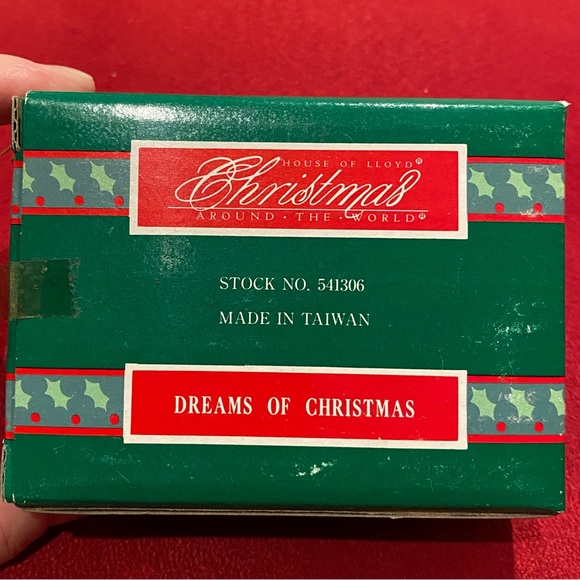 HOUSE OF LLOYD®
Christmas
AROUND · THE · WORLD®
STOCK NO. 541306
MADE IN TAIWAN
DREAMS OF CHRISTMAS